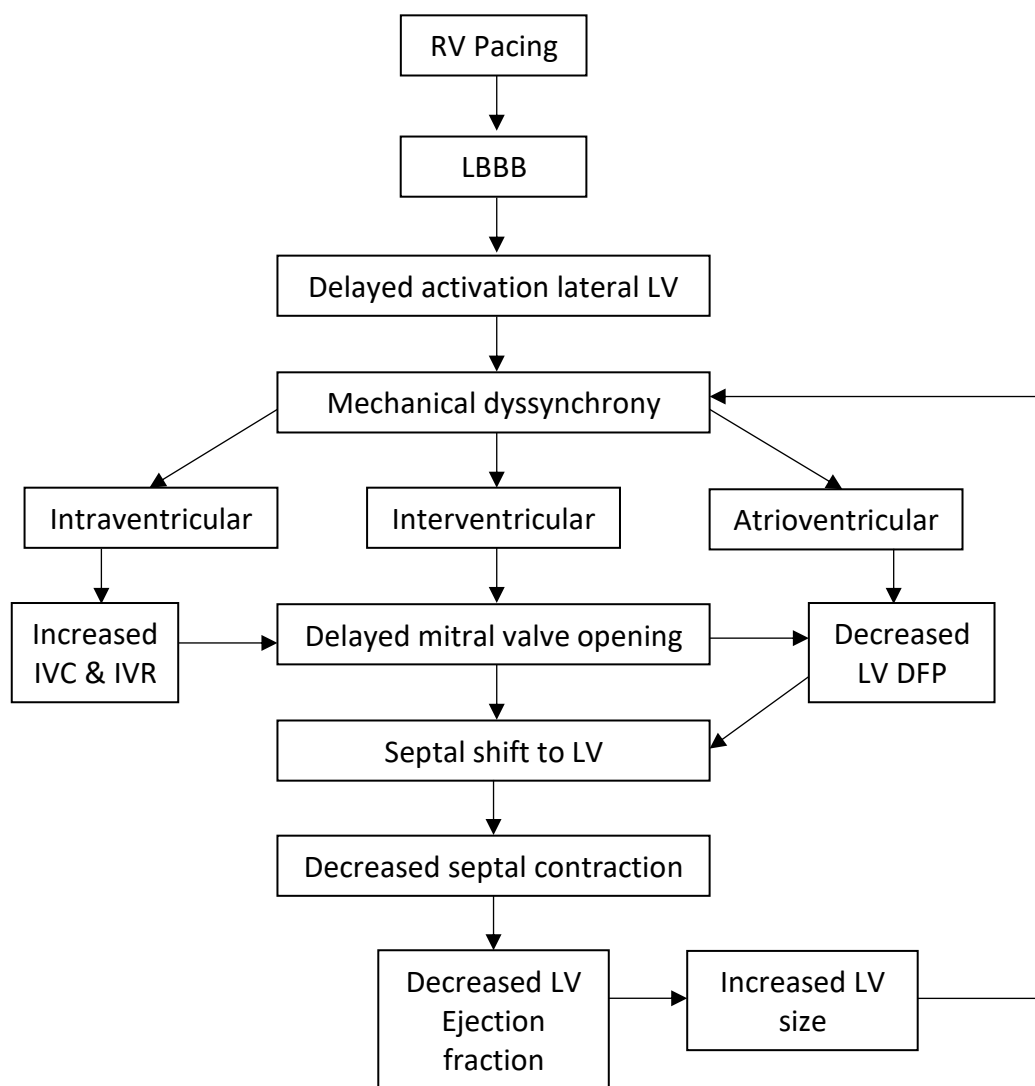 RV Pacing
LBBB
Delayed activation lateral LV
Mechanical dyssynchrony
Intraventricular
Interventricular
Atrioventricular
Increased
IVC & IVR
Delayed mitral valve opening
Decreased
LV DFP
Septal shift to LV
Decreased septal contraction
Decreased LV
Ejection
fraction
Increased LV
size